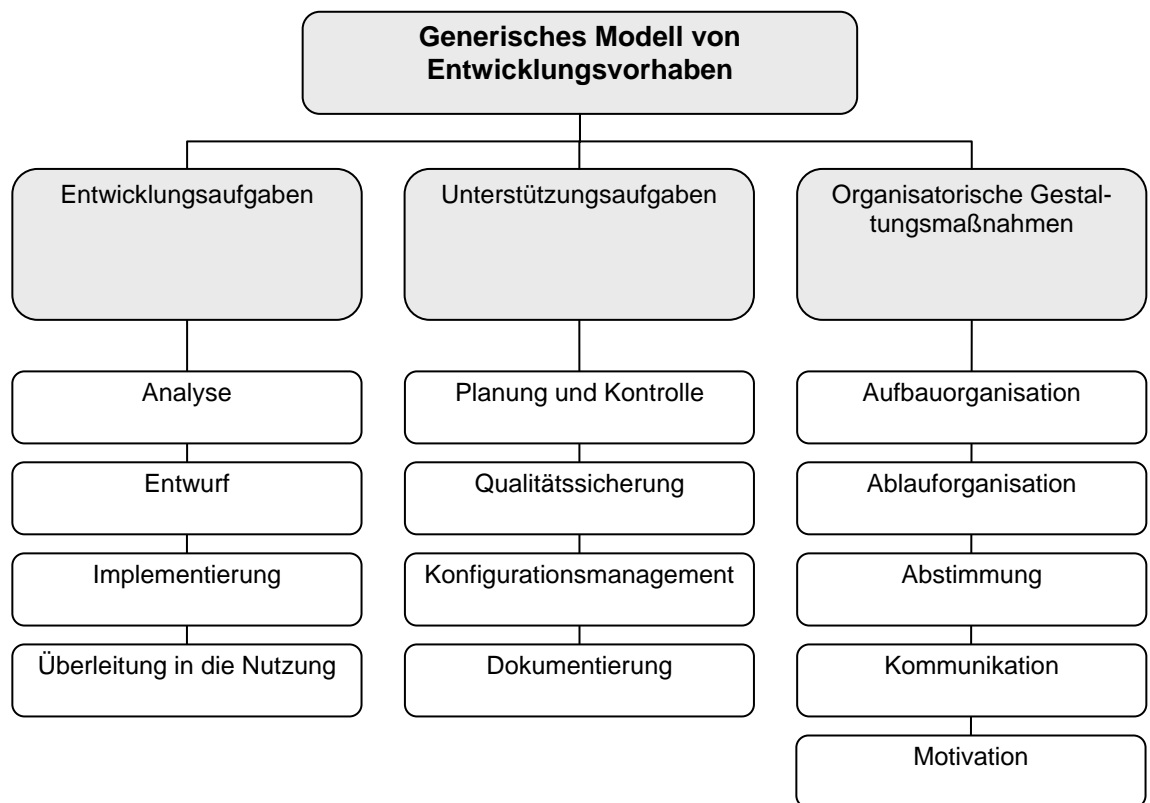 Generisches Modell von
Entwicklungsvorhaben
Entwicklungsaufgaben
Unterstützungsaufgaben
Organisatorische Gestal-
tungsmaßnahmen
Analyse
Planung und Kontrolle
Aufbauorganisation
Entwurf
Qualitätssicherung
Ablauforganisation
Implementierung
Konfigurationsmanagement
Abstimmung
Überleitung in die Nutzung
Dokumentierung
Kommunikation
Motivation